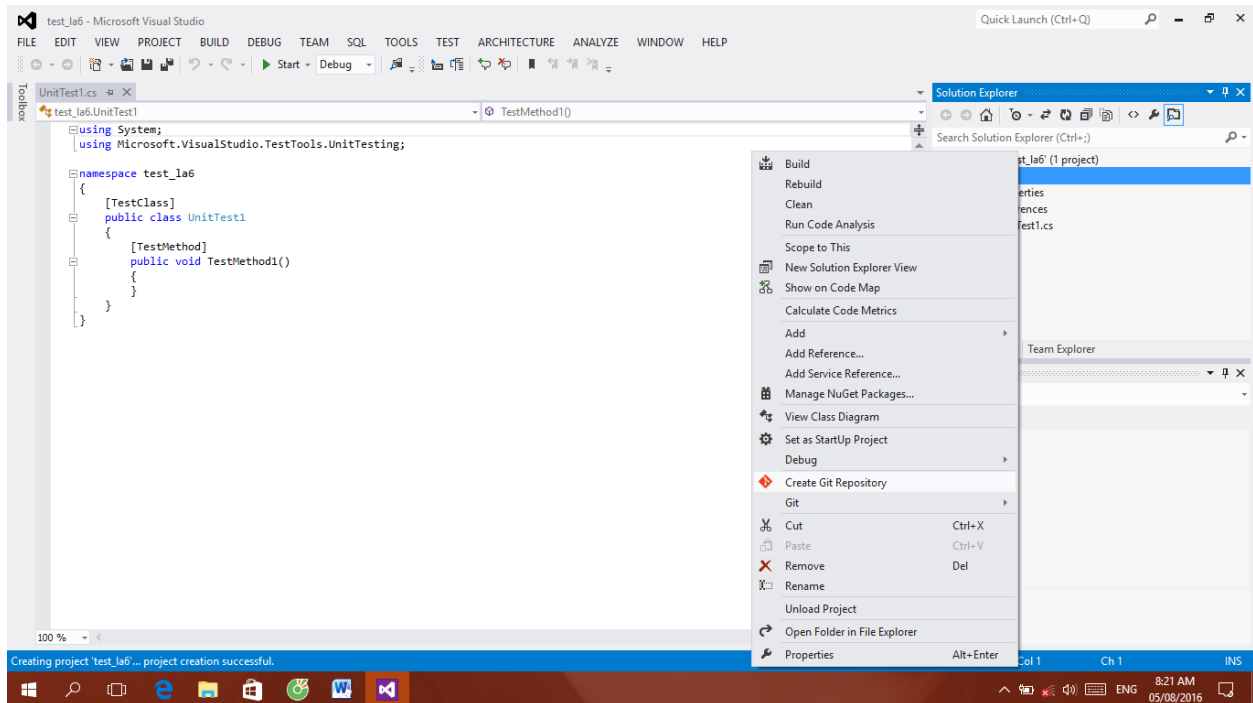 test_la6 - Microsoft Visual Studio
Quick Launch (Ctrl+Q)
FILE EDIT VIEW PROJECT BUILD DEBUG TEAM SQL TOOLS TEST ARCHITECTURE ANALYZE WINDOW HELP
Start Debug
Toolbox
UnitTest1.cs
test_la6.UnitTest1
TestMethod1()
using System;
using Microsoft.VisualStudio.TestTools.UnitTesting;
namespace test_la6
{
[TestClass]
public class UnitTest1
{
[TestMethod]
public void TestMethod1()
{
}
}
}
100 %
Solution Explorer
Search Solution Explorer (Ctrl+;)
st_la6' (1 project)
erties
ences
Test1.cs
Team Explorer
Build
Rebuild
Clean
Run Code Analysis
Scope to This
New Solution Explorer View
Show on Code Map
Calculate Code Metrics
Add
Add Reference...
Add Service Reference...
Manage NuGet Packages...
View Class Diagram
Set as StartUp Project
Debug
Create Git Repository
Git
Cut Ctrl+X
Paste Ctrl+V
Remove Del
Rename
Unload Project
Open Folder in File Explorer
Properties Alt+Enter
Creating project 'test_la6'... project creation successful.
Col 1 Ch 1 INS
ENG
8:21 AM
05/08/2016